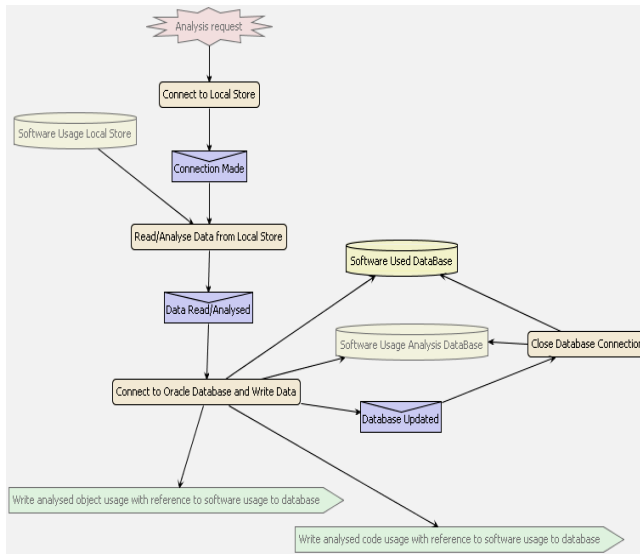 Analysis request
Connect to Local Store
Software Usage Local Store
Connection Made
Read/Analyse Data from Local Store
Software Used DataBase
Data Read/Analysed
Software Usage Analysis DataBase
Close Database Connection
Connect to Oracle Database and Write Data
Database Updated
Write analysed object usage with reference to software usage to database
Write analysed code usage with reference to software usage to database